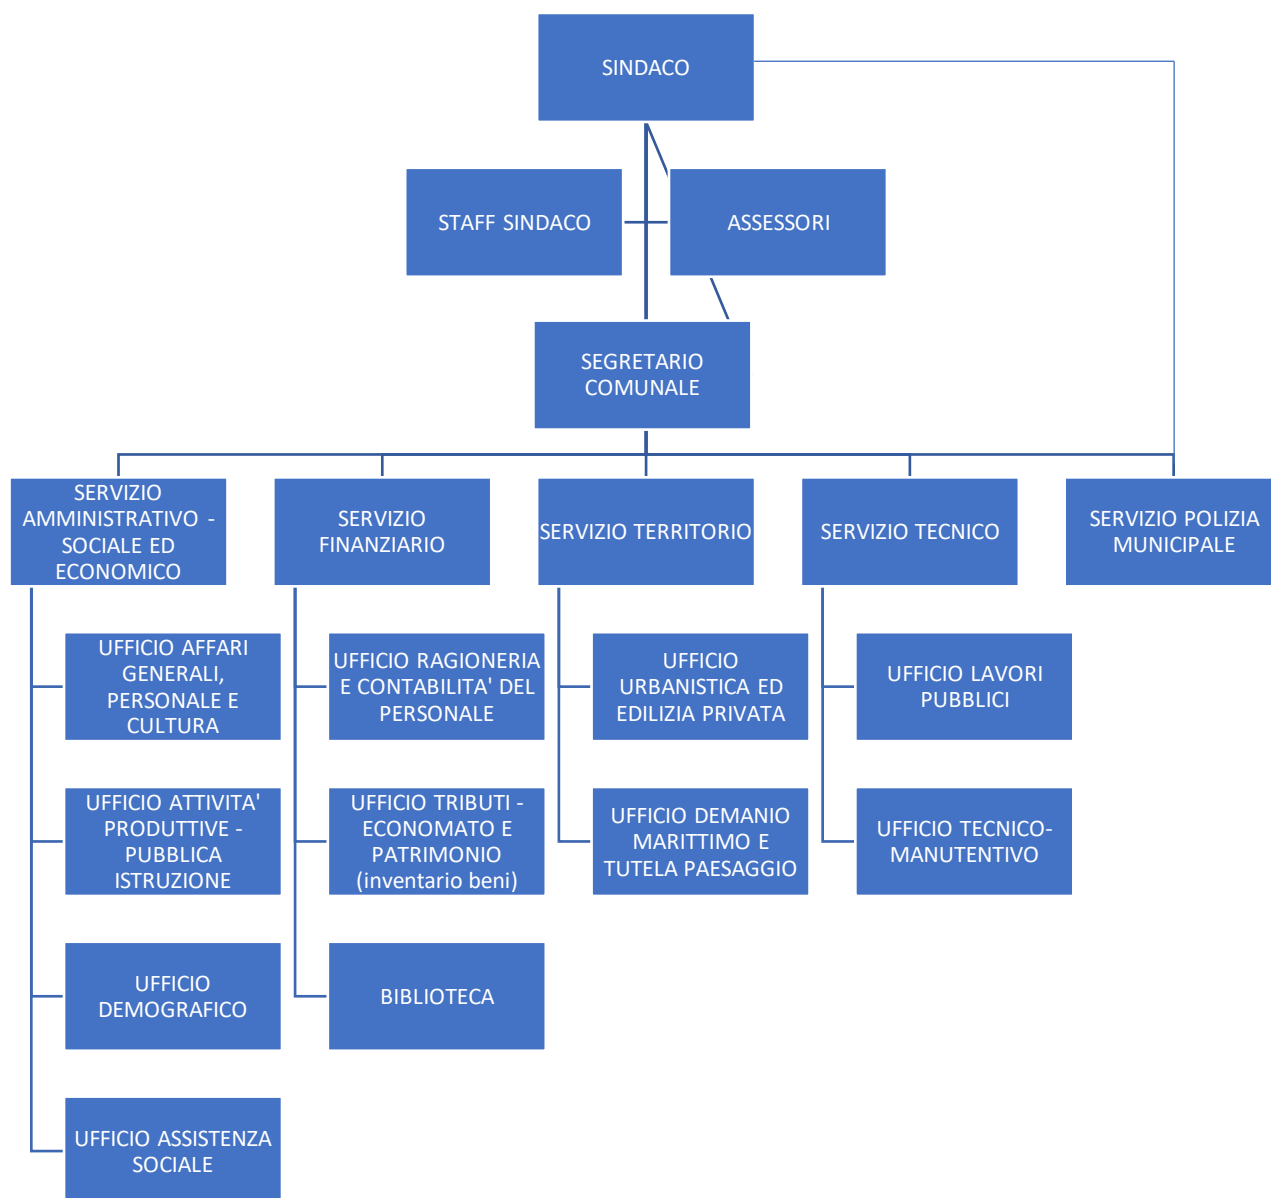 SINDACO
STAFF SINDACO
ASSESSORI
SEGRETARIO
COMUNALE
SERVIZIO
AMMINISTRATIVO -
SOCIALE ED
ECONOMICO
SERVIZIO
FINANZIARIO
SERVIZIO TERRITORIO
SERVIZIO TECNICO
SERVIZIO POLIZIA
MUNICIPALE
UFFICIO AFFARI
GENERALI,
PERSONALE E
CULTURA
UFFICIO RAGIONERIA
E CONTABILITA' DEL
PERSONALE
UFFICIO
URBANISTICA ED
EDILIZIA PRIVATA
UFFICIO LAVORI
PUBBLICI
UFFICIO ATTIVITA'
PRODUTTIVE -
PUBBLICA
ISTRUZIONE
UFFICIO TRIBUTI -
ECONOMATO E
PATRIMONIO
(inventario beni)
UFFICIO DEMANIO
MARITTIMO E
TUTELA PAESAGGIO
UFFICIO TECNICO-
MANUTENTIVO
UFFICIO
DEMOGRAFICO
BIBLIOTECA
UFFICIO ASSISTENZA
SOCIALE